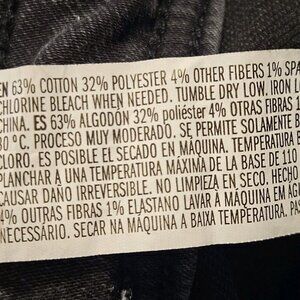 EN 63% COTTON 32% POLYESTER 4% OTHER FIBERS 1% SPA
CHLORINE BLEACH WHEN NEEDED. TUMBLE DRY LOW. IRON L
CHINA. ES 63% ALGODÓN 32% poliéster 4% OTRAS FIBRAS
30 °C. PROCESO MUY MODERADO. SE PERMITE SOLAMENTE B
CLORO. ES POSIBLE EL SECADO EN MÁQUINA. TEMPERATURA
PLANCHAR A UNA TEMPERATURA MÁXIMA DE LA BASE DE 110
CAUSAR DAÑO IRREVERSIBLE. NO LIMPIEZA EN SECO. HECHO
4% OUTRAS FIBRAS 1% ELASTANO LAVAR À MÁQUINA EM
NECESSÁRIO. SECAR NA MÁQUINA A BAIXA TEMPERATURA. PAS